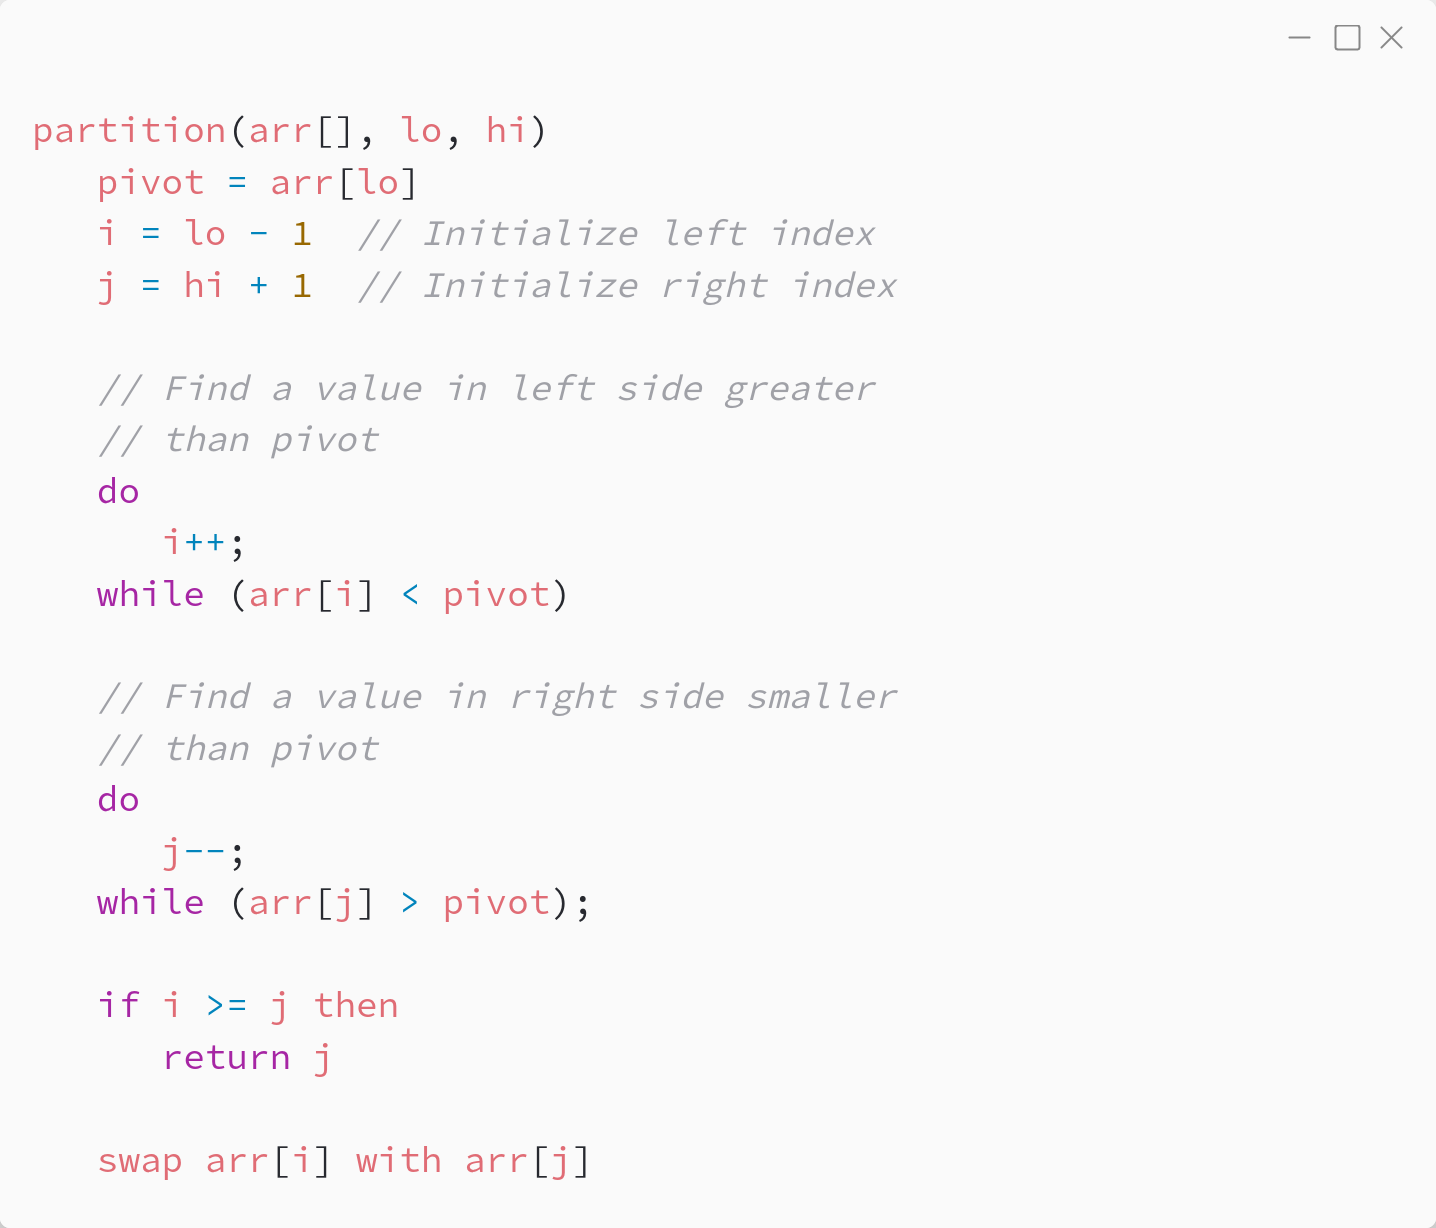 partition(arr[], lo, hi)
   pivot = arr[lo]
   i = lo - 1  // Initialize left index
   j = hi + 1  // Initialize right index

   // Find a value in left side greater
   // than pivot
   do
      i++;
   while (arr[i] < pivot)

   // Find a value in right side smaller
   // than pivot
   do
      j--;
   while (arr[j] > pivot);

   if i >= j then
      return j

   swap arr[i] with arr[j]